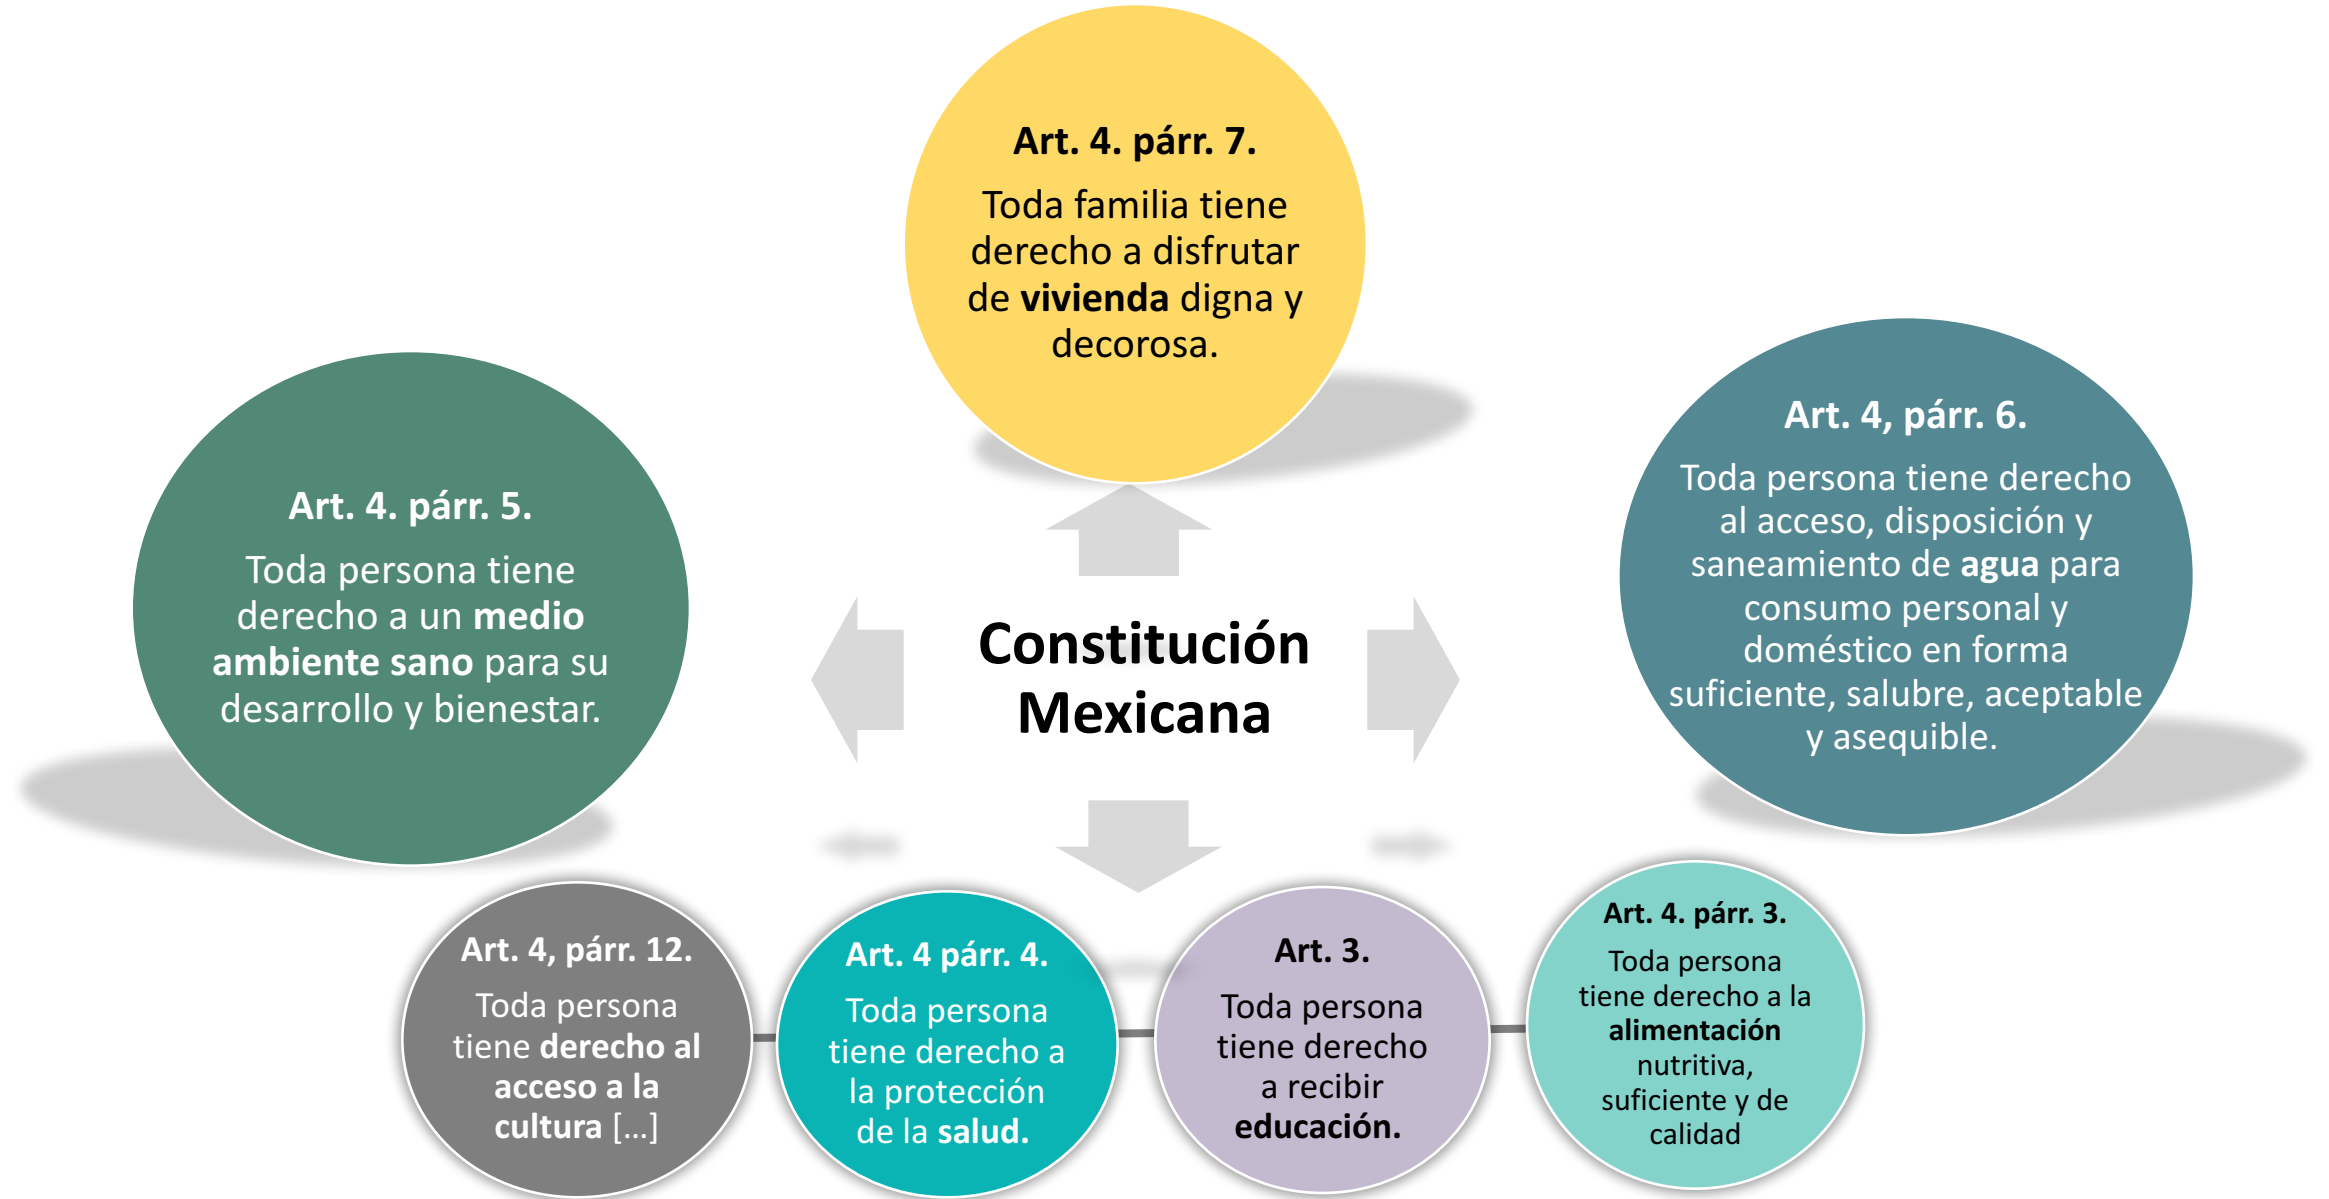 Art. 4. párr. 7.
Toda familia tiene
derecho a disfrutar
de vivienda digna y
decorosa.
Art. 4. párr. 5.
Toda persona tiene
derecho a un medio
ambiente sano para su
desarrollo y bienestar.
Constitución
Mexicana
Art. 4, párr. 6.
Toda persona tiene derecho
al acceso, disposición y
saneamiento de agua para
consumo personal y
doméstico en forma
suficiente, salubre, aceptable
y asequible.
Art. 4, párr. 12.
Toda persona
tiene derecho al
acceso a la
cultura [...]
Art. 4 párr. 4.
Toda persona
tiene derecho a
la protección
de la salud.
Art. 3.
Toda persona
tiene derecho
a recibir
educación.
Art. 4. párr. 3.
Toda persona
tiene derecho a la
alimentación
nutritiva,
suficiente y de
calidad